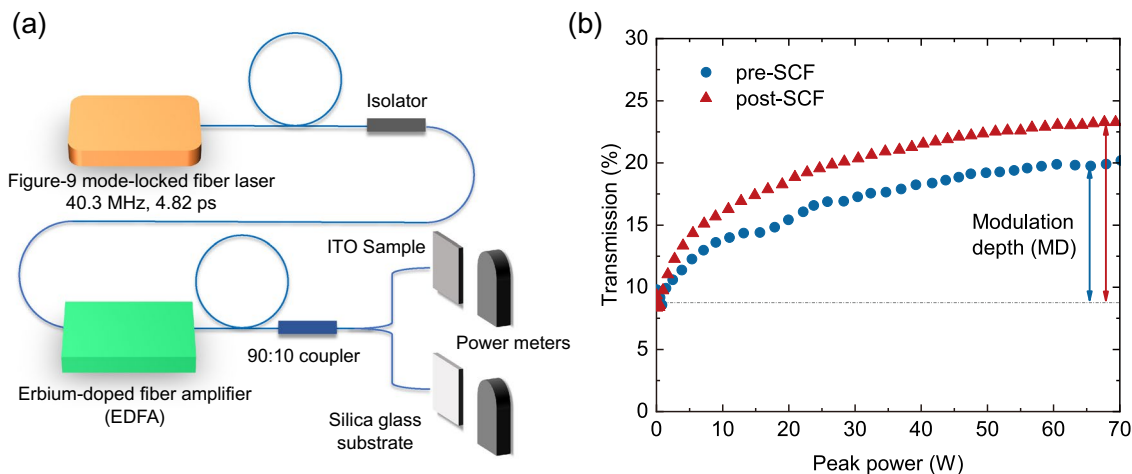 (a)
Isolator
Figure-9 mode-locked fiber laser
40.3 MHz, 4.82 ps
ITO Sample
90:10 coupler
Power meters
Erbium-doped fiber amplifier
(EDFA)
Silica glass
substrate
(b)
30
25
20
15
10
5
0
Transmission (%)
pre-SCF
post-SCF
Modulation
depth (MD)
0
10
20
30
40
50
60
70
Peak power (W)